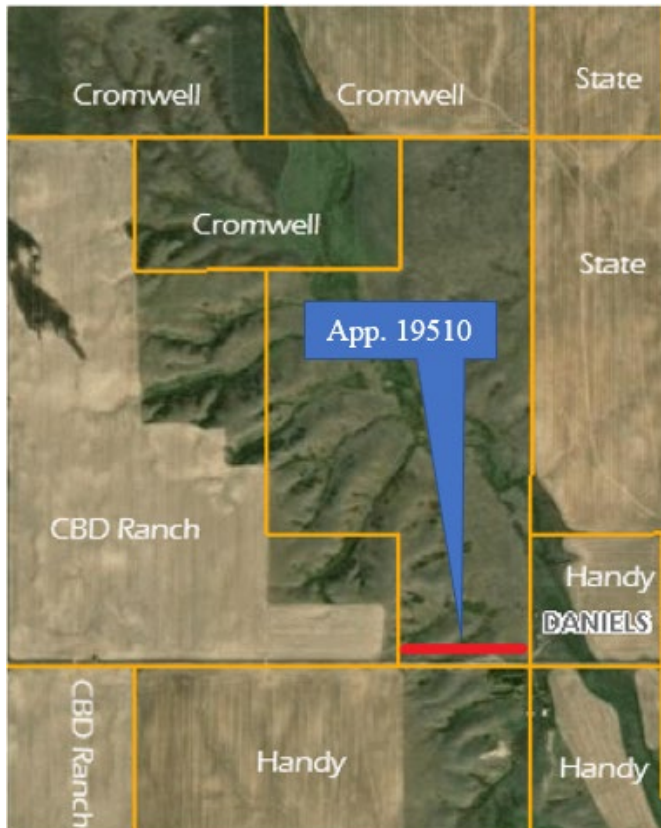 Cromwell
Cromwell
State
Cromwell
State
App. 19510
CBD Ranch
Handy
DANIELS
CBD Ranch
Handy
Handy